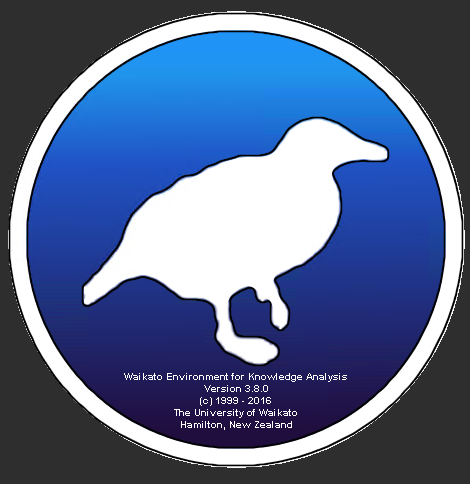 Waikato Environment for Knowledge Analysis
Version 3.8.0
(c) 1999 - 2016
The University of Waikato
Hamilton, New Zealand